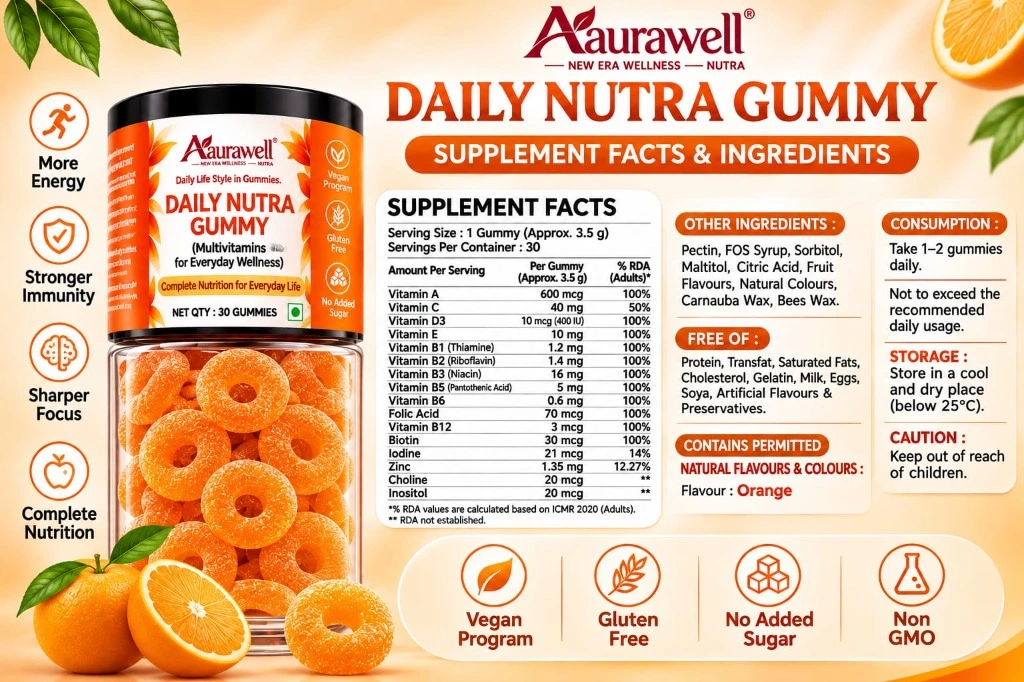 Aaurawell®
NEW ERA WELLNESS — NUTRA
DAILY NUTRA GUMMY
SUPPLEMENT FACTS & INGREDIENTS
More
Energy
Stronger
Immunity
Sharper
Focus
Complete
Nutrition
Aaurawell®
NEW ERA WELLNESS — NUTRA
Daily Life Style in Gummies.
DAILY NUTRA
GUMMY
(Multivitamins
for Everyday Wellness)
Complete Nutrition for Everyday Life
NET QTY : 30 GUMMIES
Vegan
Program
Gluten
Free
No Added
Sugar
SUPPLEMENT FACTS
Serving Size : 1 Gummy (Approx. 3.5 g)
Servings Per Container : 30
Amount Per Serving Per Gummy (Approx. 3.5 g) % RDA (Adults)*
Vitamin A 600 mcg 100%
Vitamin C 40 mg 50%
Vitamin D3 10 mcg (400 IU) 100%
Vitamin E 10 mg 100%
Vitamin B1 (Thiamine) 1.2 mg 100%
Vitamin B2 (Riboflavin) 1.4 mg 100%
Vitamin B3 (Niacin) 16 mg 100%
Vitamin B5 (Pantothenic Acid) 5 mg 100%
Vitamin B6 0.6 mg 100%
Folic Acid 70 mcg 100%
Vitamin B12 3 mcg 100%
Biotin 30 mcg 100%
Iodine 21 mcg 14%
Zinc 1.35 mg 12.27%
Choline 20 mcg **
Inositol 20 mcg **
*% RDA values are calculated based on ICMR 2020 (Adults).
** RDA not established.
OTHER INGREDIENTS :
Pectin, FOS Syrup, Sorbitol,
Maltitol, Citric Acid, Fruit
Flavours, Natural Colours,
Carnauba Wax, Bees Wax.
FREE OF :
Protein, Transfat, Saturated Fats,
Cholesterol, Gelatin, Milk, Eggs,
Soya, Artificial Flavours &
Preservatives.
CONTAINS PERMITTED
NATURAL FLAVOURS & COLOURS :
Flavour : Orange
CONSUMPTION :
Take 1–2 gummies
daily.
Not to exceed the
recommended
daily usage.
STORAGE :
Store in a cool
and dry place
(below 25°C).
CAUTION :
Keep out of reach
of children.
Vegan
Program
Gluten
Free
No Added
Sugar
Non
GMO